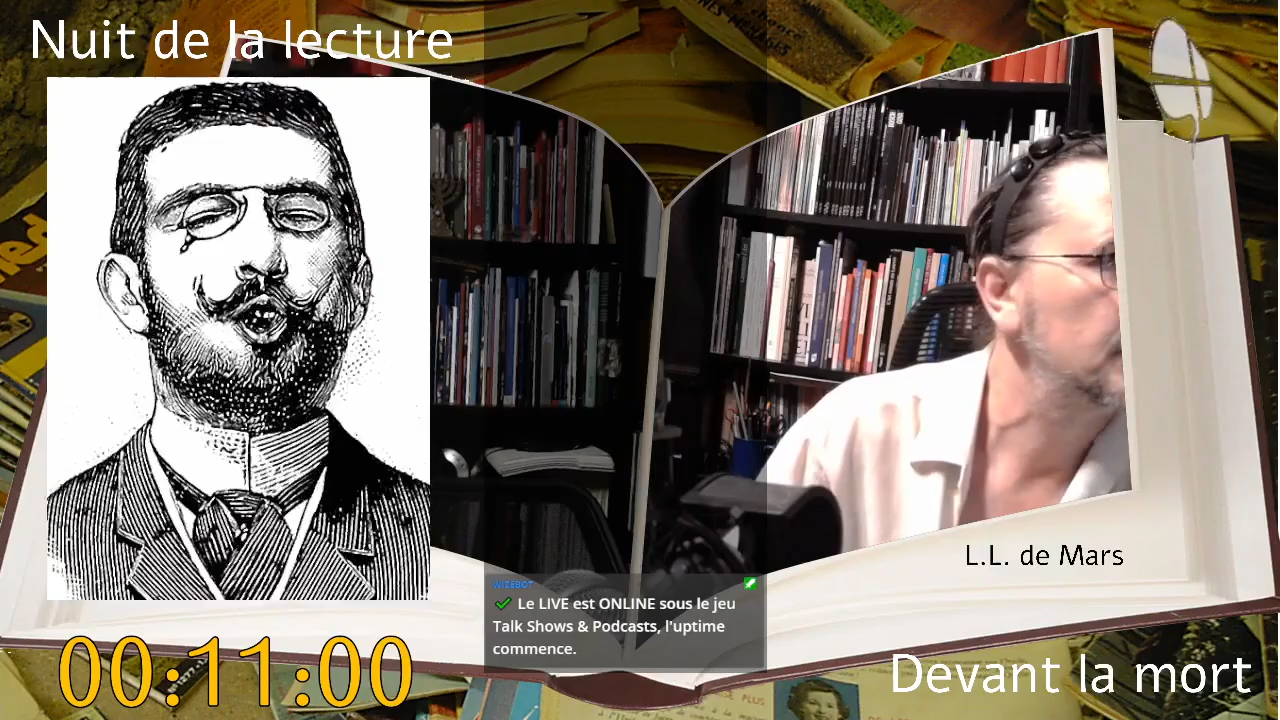 Nuit de la lecture
WIZEBOT
Le LIVE est ONLINE sous le jeu
Talk Shows & Podcasts, l'uptime
commence.
L.L. de Mars
00:11:00
Devant la mort